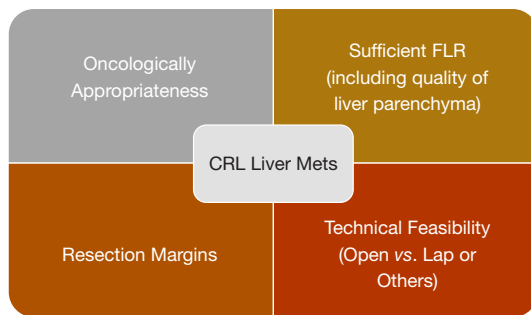 Oncologically
Appropriateness
Sufficient FLR
(including quality of
liver parenchyma)
CRL Liver Mets
Resection Margins
Technical Feasibility
(Open vs. Lap or
Others)